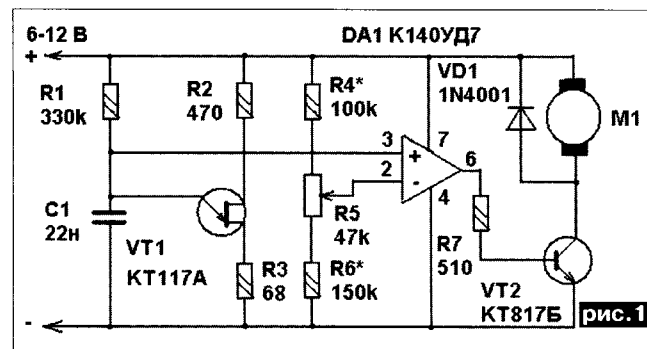 6-12 В
DA1 К140УД7
+
R1
330k
R2
470
R4*
100k
VD1
1N4001
M1
3
+
7
6
2
-
4
C1
22н
VT1
КТ117А
R3
68
R5
47k
R6*
150k
R7
510
VT2
КТ817Б
-
рис.1